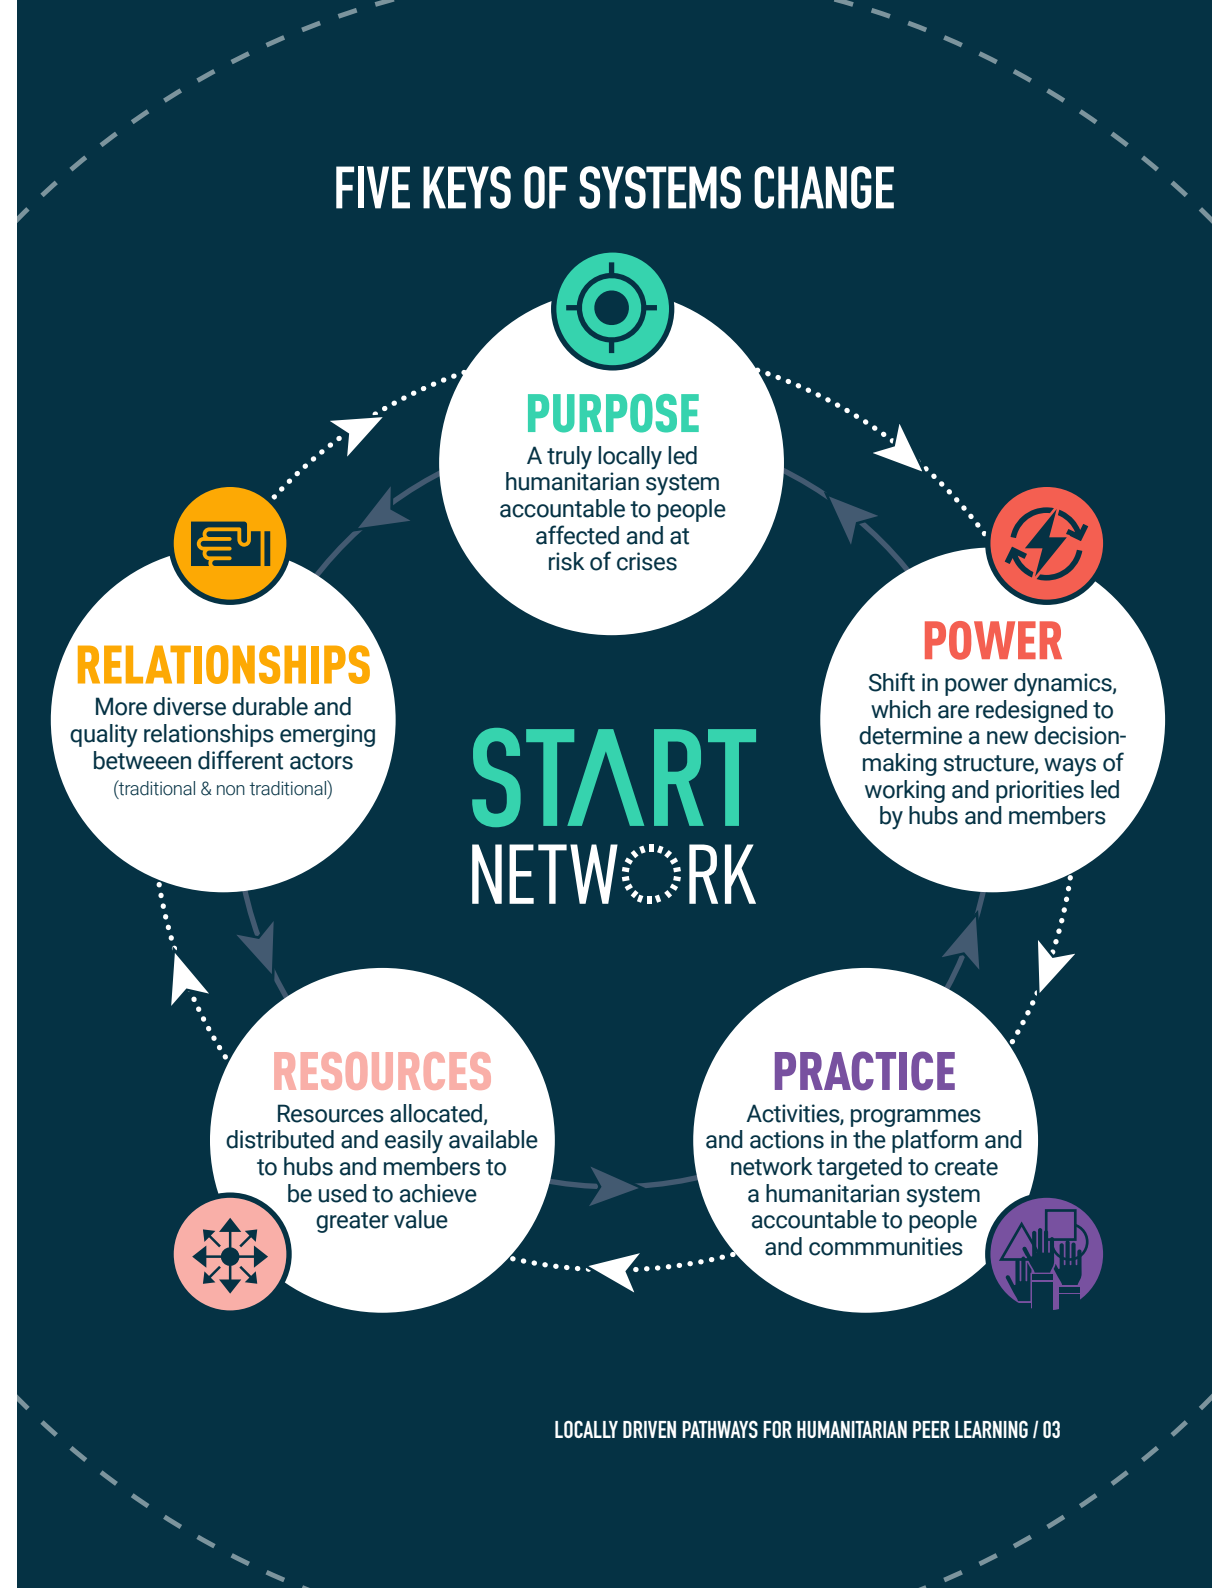 FIVE KEYS OF SYSTEMS CHANGE
PURPOSE
A truly locally led
humanitarian system
accountable to people
affected and at
risk of crises
RELATIONSHIPS
More diverse durable and
quality relationships emerging
betweeen different actors
(traditional & non traditional)
POWER
Shift in power dynamics,
which are redesigned to
determine a new decision-
making structure, ways of
working and priorities led
by hubs and members
START
NETWORK
RESOURCES
Resources allocated,
distributed and easily available
to hubs and members to
be used to achieve
greater value
PRACTICE
Activities, programmes
and actions in the platform and
network targeted to create
a humanitarian system
accountable to people
and commmunities
LOCALLY DRIVEN PATHWAYS FOR HUMANITARIAN PEER LEARNING / 03